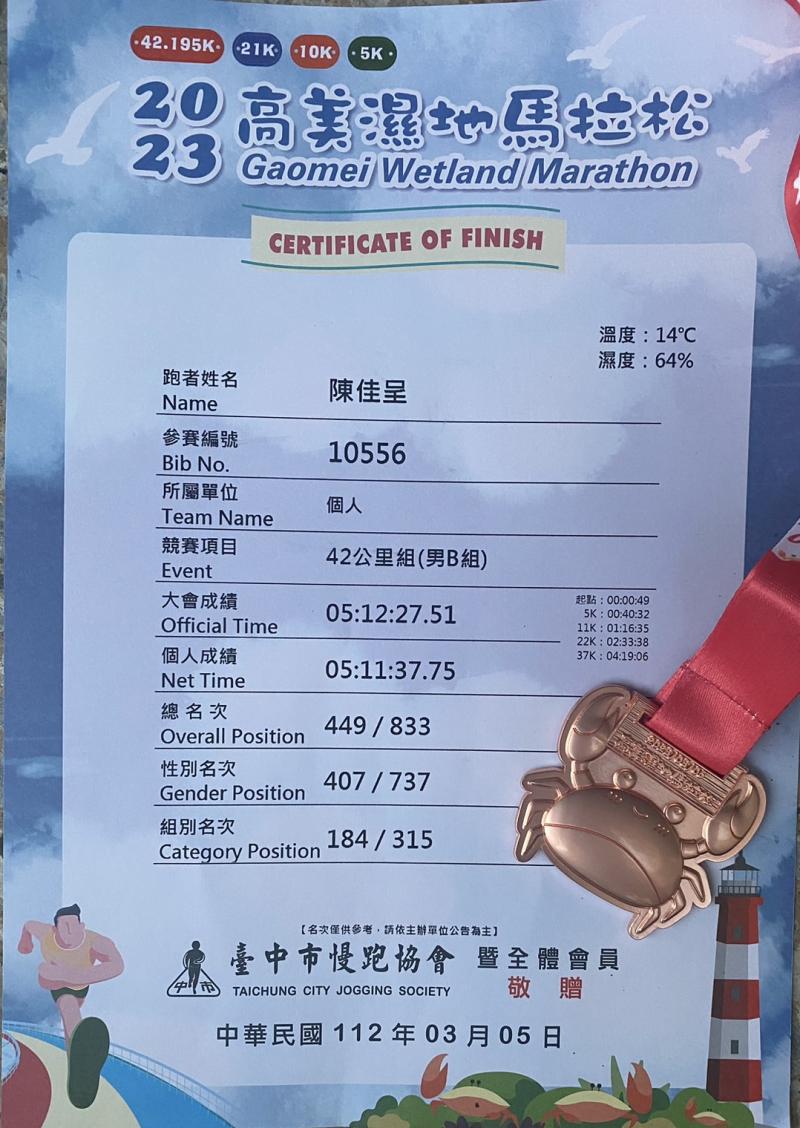 42.195K 21K 10K 5K
2023 高美濕地馬拉松
Gaomei Wetland Marathon
CERTIFICATE OF FINISH
溫度：14℃
濕度：64%
跑者姓名
Name 陳佳呈
參賽編號
Bib No. 10556
所屬單位
Team Name 個人
競賽項目
Event 42公里組(男B組)
大會成績
Official Time 05:12:27.51
起點：00:00:49
5K：00:40:32
11K：01:16:35
22K：02:33:38
37K：04:19:06
個人成績
Net Time 05:11:37.75
總名次
Overall Position 449 / 833
性別名次
Gender Position 407 / 737
組別名次
Category Position 184 / 315
【名次僅供參考，請依主辦單位公告為主】
中市
臺中市慢跑協會 暨全體會員
TAICHUNG CITY JOGGING SOCIETY 敬贈
中華民國 112 年 03 月 05 日